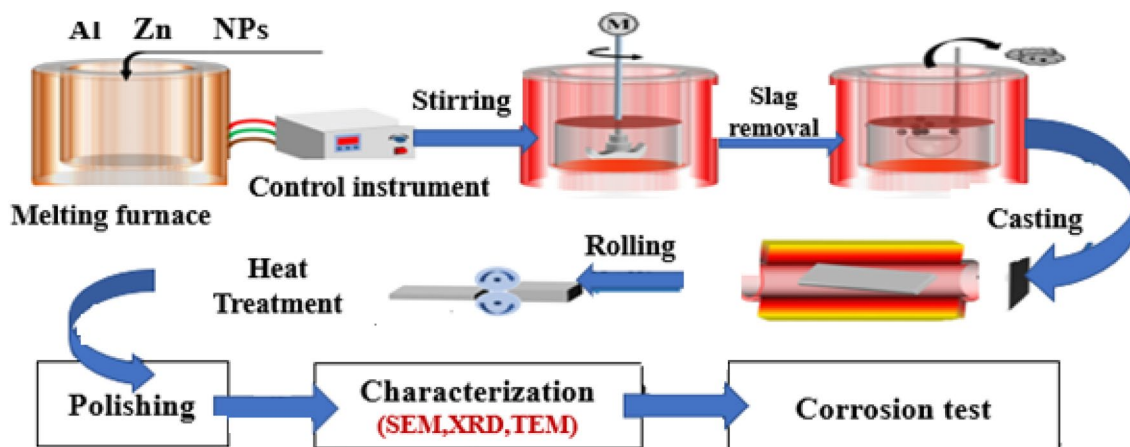 Al Zn NPs
M
Stirring
Slag
removal
Control instrument
Melting furnace
Casting
Rolling
Heat
Treatment
Polishing
Characterization
(SEM,XRD,TEM)
Corrosion test